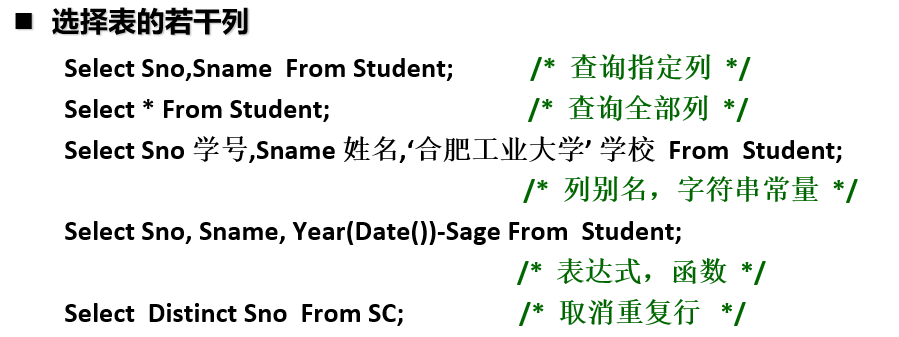 ■ 选择表的若干列
Select Sno,Sname From Student; /* 查询指定列 */
Select * From Student; /* 查询全部列 */
Select Sno 学号,Sname 姓名,‘合肥工业大学’ 学校 From Student;
/* 列别名，字符串常量 */
Select Sno, Sname, Year(Date())-Sage From Student;
/* 表达式，函数 */
Select Distinct Sno From SC; /* 取消重复行 */